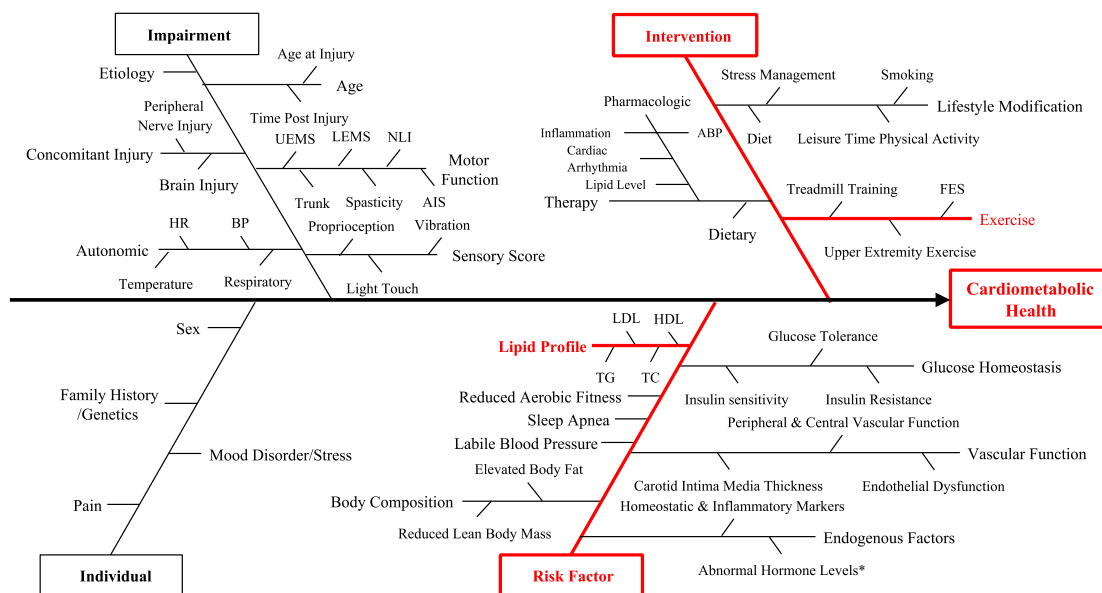 Impairment
Etiology
Age at Injury
Age
Time Post Injury
Peripheral
Nerve Injury
Concomitant Injury
Brain Injury
UEMS
LEMS
NLI
Motor
Function
Trunk
Spasticity
AIS
HR
BP
Autonomic
Temperature
Respiratory
Proprioception
Vibration
Sensory Score
Light Touch
Intervention
Stress Management
Smoking
Lifestyle Modification
Diet
Leisure Time Physical Activity
Pharmacologic
Inflammation
ABP
Cardiac
Arrhythmia
Lipid Level
Therapy
Dietary
Treadmill Training
FES
Exercise
Upper Extremity Exercise
Cardiometabolic
Health
Sex
Family History
/Genetics
Mood Disorder/Stress
Pain
Individual
LDL
HDL
Lipid Profile
TG
TC
Glucose Tolerance
Glucose Homeostasis
Insulin sensitivity
Insulin Resistance
Reduced Aerobic Fitness
Sleep Apnea
Labile Blood Pressure
Peripheral & Central Vascular Function
Vascular Function
Carotid Intima Media Thickness
Endothelial Dysfunction
Elevated Body Fat
Body Composition
Reduced Lean Body Mass
Homeostatic & Inflammatory Markers
Endogenous Factors
Abnormal Hormone Levels*
Risk Factor